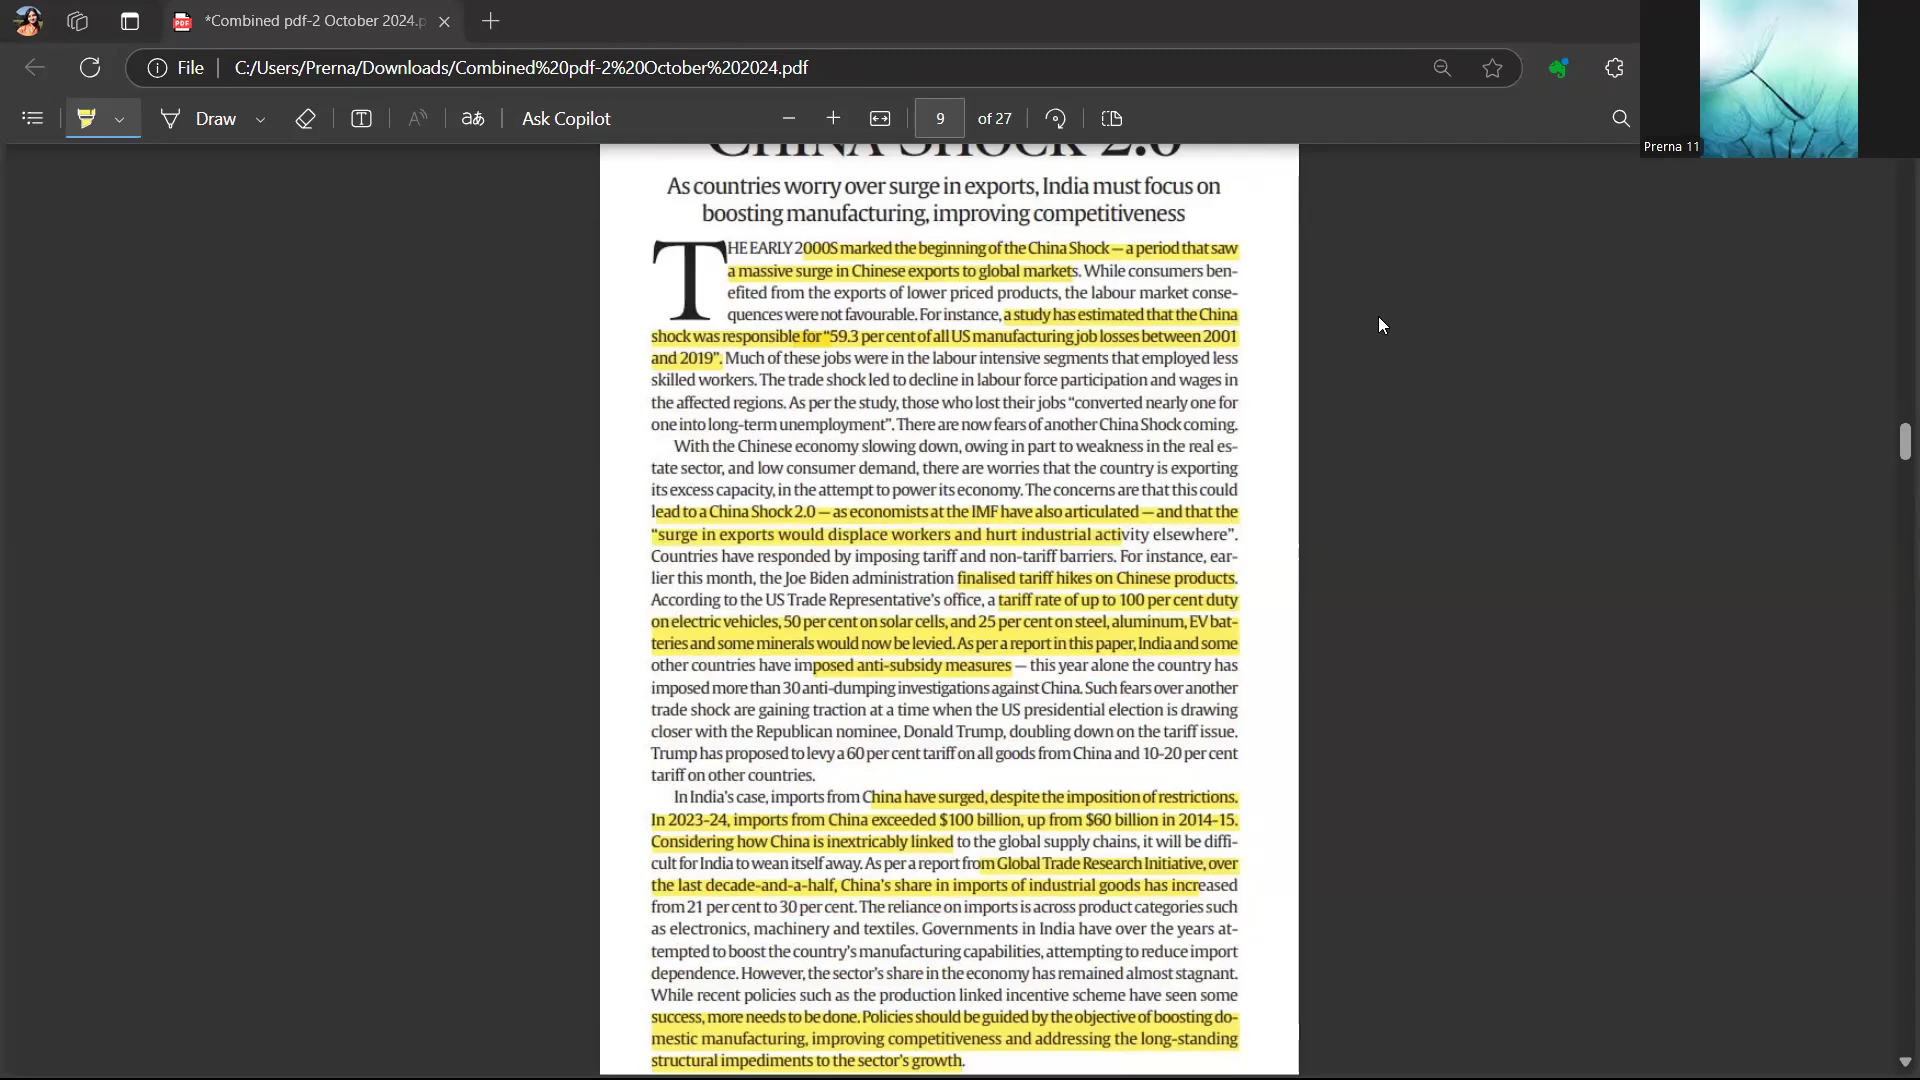 *Combined pdf-2 October 2024.p
File
C:/Users/Prerna/Downloads/Combined%20pdf-2%20October%202024.pdf
Draw
aあ
Ask Copilot
9 of 27
Prerna 11
CHINA SHOCK 2.0
As countries worry over surge in exports, India must focus on
boosting manufacturing, improving competitiveness
THE EARLY 2000S marked the beginning of the China Shock — a period that saw
a massive surge in Chinese exports to global markets. While consumers ben-
efited from the exports of lower priced products, the labour market conse-
quences were not favourable. For instance, a study has estimated that the China
shock was responsible for “59.3 per cent of all US manufacturing job losses between 2001
and 2019”. Much of these jobs were in the labour intensive segments that employed less
skilled workers. The trade shock led to decline in labour force participation and wages in
the affected regions. As per the study, those who lost their jobs “converted nearly one for
one into long-term unemployment”. There are now fears of another China Shock coming.
With the Chinese economy slowing down, owing in part to weakness in the real es-
tate sector, and low consumer demand, there are worries that the country is exporting
its excess capacity, in the attempt to power its economy. The concerns are that this could
lead to a China Shock 2.0 — as economists at the IMF have also articulated — and that the
“surge in exports would displace workers and hurt industrial activity elsewhere”.
Countries have responded by imposing tariff and non-tariff barriers. For instance, ear-
lier this month, the Joe Biden administration finalised tariff hikes on Chinese products.
According to the US Trade Representative’s office, a tariff rate of up to 100 per cent duty
on electric vehicles, 50 per cent on solar cells, and 25 per cent on steel, aluminum, EV bat-
teries and some minerals would now be levied. As per a report in this paper, India and some
other countries have imposed anti-subsidy measures — this year alone the country has
imposed more than 30 anti-dumping investigations against China. Such fears over another
trade shock are gaining traction at a time when the US presidential election is drawing
closer with the Republican nominee, Donald Trump, doubling down on the tariff issue.
Trump has proposed to levy a 60 per cent tariff on all goods from China and 10-20 per cent
tariff on other countries.
In India’s case, imports from China have surged, despite the imposition of restrictions.
In 2023-24, imports from China exceeded $100 billion, up from $60 billion in 2014-15.
Considering how China is inextricably linked to the global supply chains, it will be diffi-
cult for India to wean itself away. As per a report from Global Trade Research Initiative, over
the last decade-and-a-half, China’s share in imports of industrial goods has increased
from 21 per cent to 30 per cent. The reliance on imports is across product categories such
as electronics, machinery and textiles. Governments in India have over the years at-
tempted to boost the country’s manufacturing capabilities, attempting to reduce import
dependence. However, the sector’s share in the economy has remained almost stagnant.
While recent policies such as the production linked incentive scheme have seen some
success, more needs to be done. Policies should be guided by the objective of boosting do-
mestic manufacturing, improving competitiveness and addressing the long-standing
structural impediments to the sector’s growth.